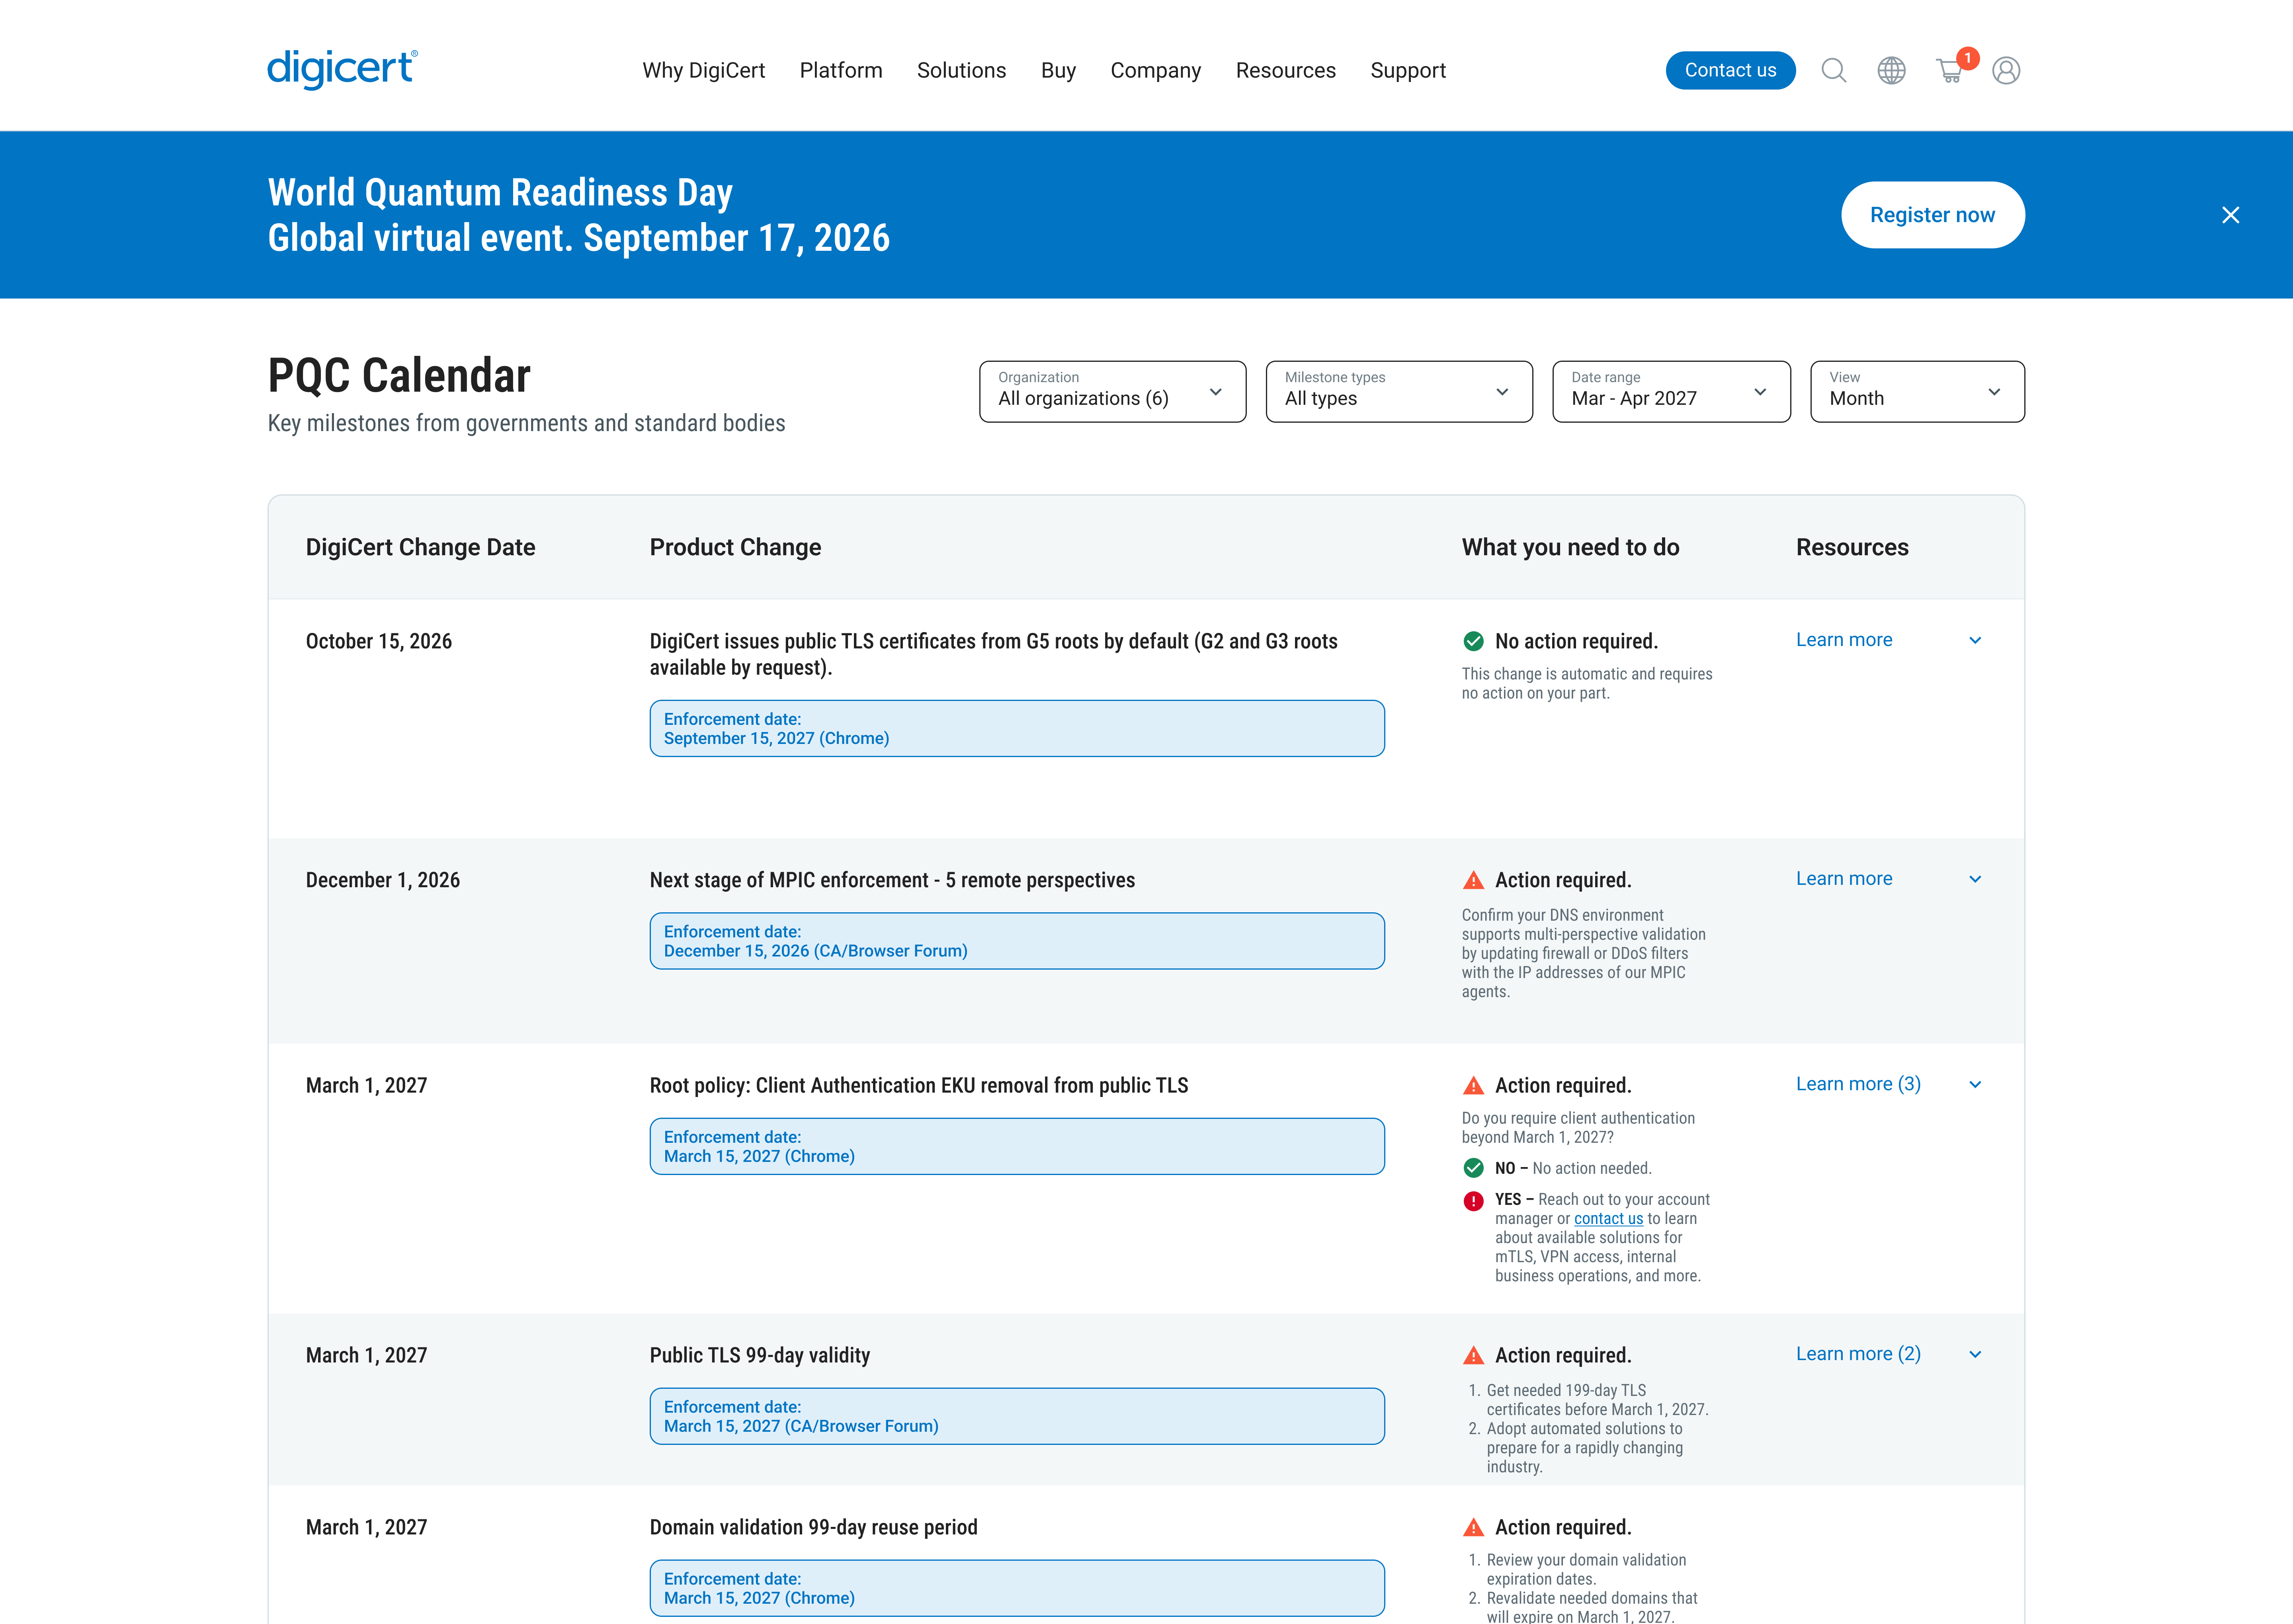 digicert®
Why DigiCert
Platform
Solutions
Buy
Company
Resources
Support
Contact us
1
World Quantum Readiness Day
Global virtual event. September 17, 2026
Register now
PQC Calendar
Key milestones from governments and standard bodies
Organization
All organizations (6)
Milestone types
All types
Date range
Mar - Apr 2027
View
Month
DigiCert Change Date
Product Change
What you need to do
Resources
October 15, 2026
DigiCert issues public TLS certificates from G5 roots by default (G2 and G3 roots
available by request).
Enforcement date:
September 15, 2027 (Chrome)
No action required.
This change is automatic and requires
no action on your part.
Learn more
December 1, 2026
Next stage of MPIC enforcement - 5 remote perspectives
Enforcement date:
December 15, 2026 (CA/Browser Forum)
Action required.
Confirm your DNS environment
supports multi-perspective validation
by updating firewall or DDoS filters
with the IP addresses of our MPIC
agents.
Learn more
March 1, 2027
Root policy: Client Authentication EKU removal from public TLS
Enforcement date:
March 15, 2027 (Chrome)
Action required.
Do you require client authentication
beyond March 1, 2027?
NO – No action needed.
YES – Reach out to your account
manager or contact us to learn
about available solutions for
mTLS, VPN access, internal
business operations, and more.
Learn more (3)
March 1, 2027
Public TLS 99-day validity
Enforcement date:
March 15, 2027 (CA/Browser Forum)
Action required.
1. Get needed 199-day TLS
certificates before March 1, 2027.
2. Adopt automated solutions to
prepare for a rapidly changing
industry.
Learn more (2)
March 1, 2027
Domain validation 99-day reuse period
Enforcement date:
March 15, 2027 (Chrome)
Action required.
1. Review your domain validation
expiration dates.
2. Revalidate needed domains that
will expire on March 1, 2027.